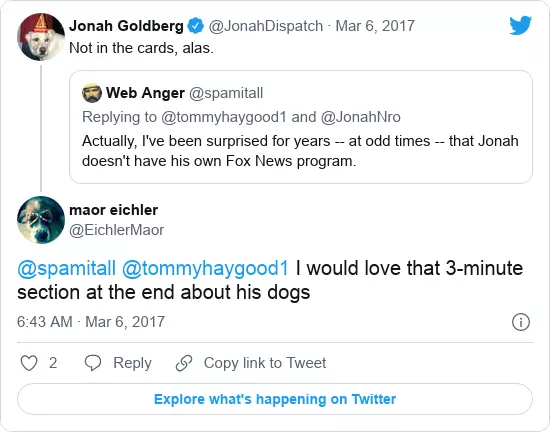 Jonah Goldberg @JonahDispatch · Mar 6, 2017
Not in the cards, alas.
Web Anger @spamitall
Replying to @tommyhaygood1 and @JonahNro
Actually, I've been surprised for years -- at odd times -- that Jonah
doesn't have his own Fox News program.
maor eichler
@EichlerMaor
@spamitall @tommyhaygood1 I would love that 3-minute
section at the end about his dogs
6:43 AM · Mar 6, 2017
2 Reply Copy link to Tweet
Explore what's happening on Twitter